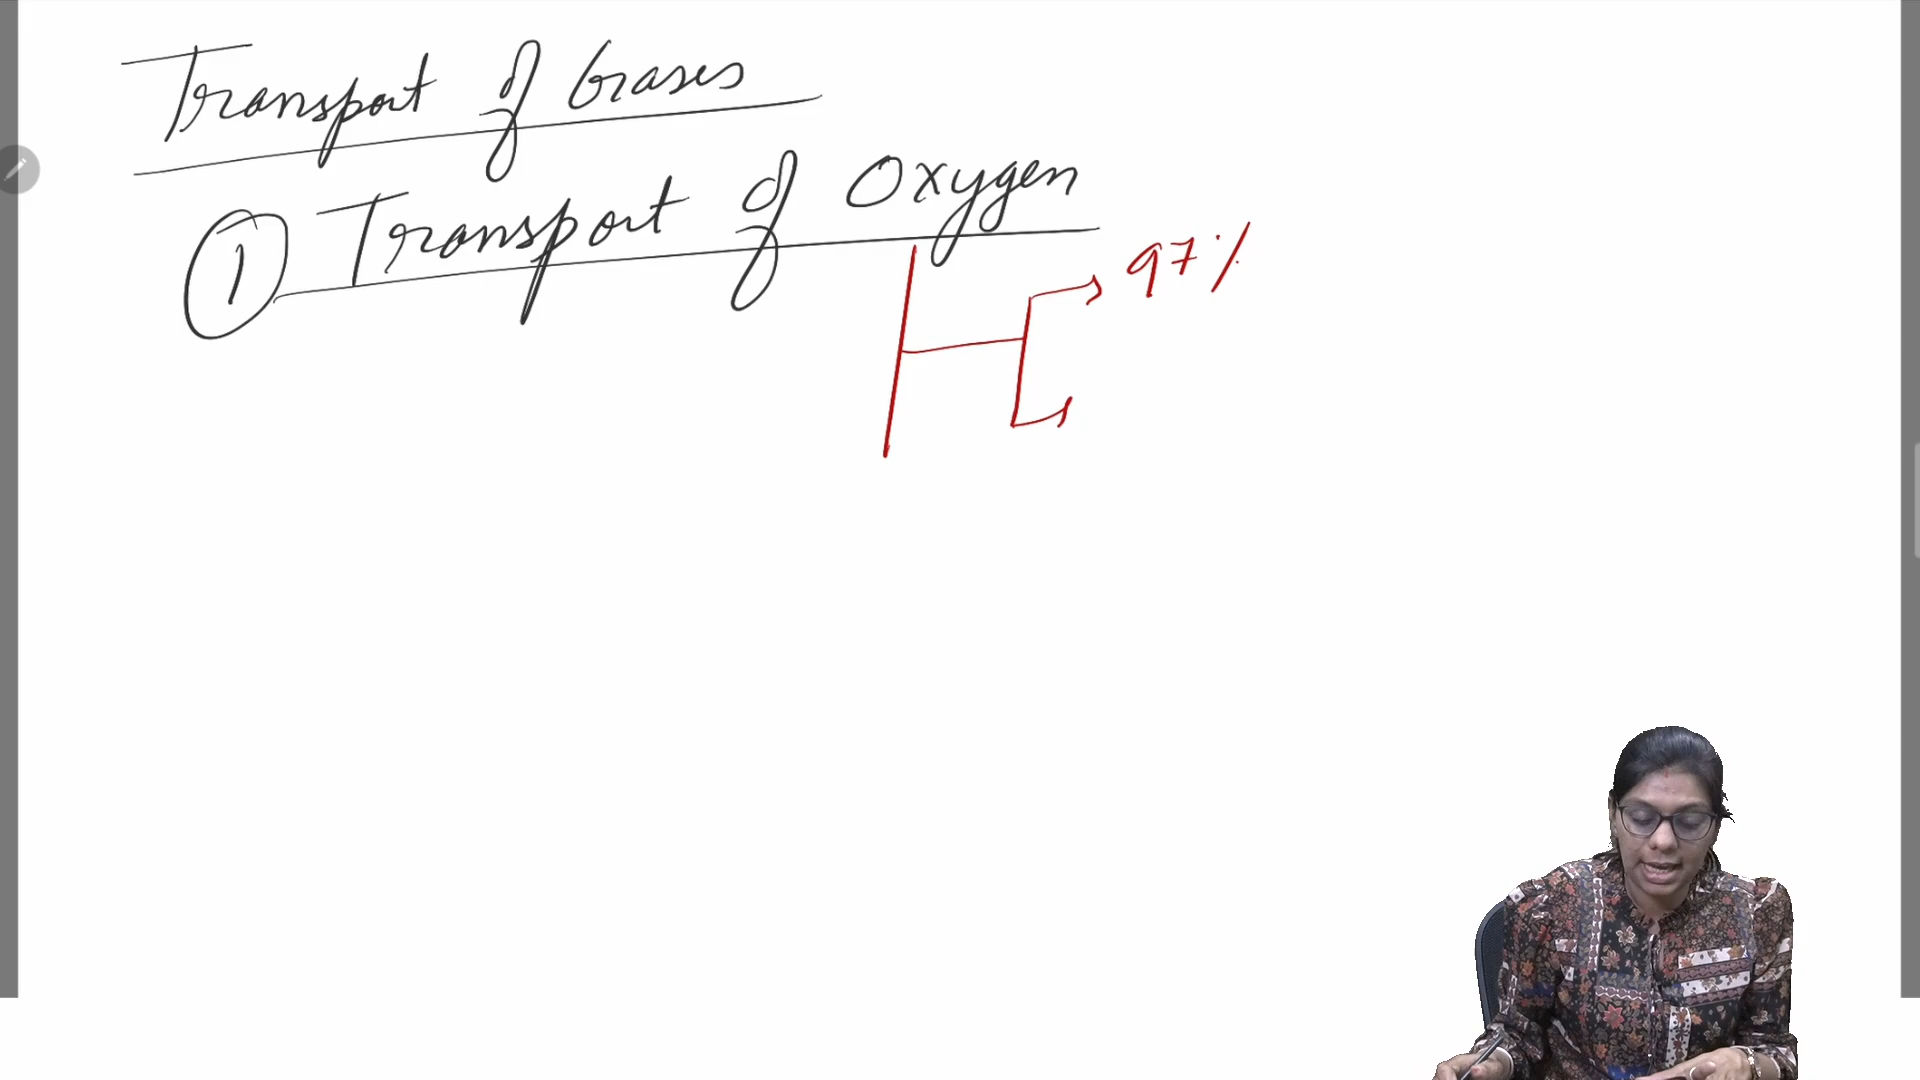 Transport of Gases
① Transport of Oxygen
97%